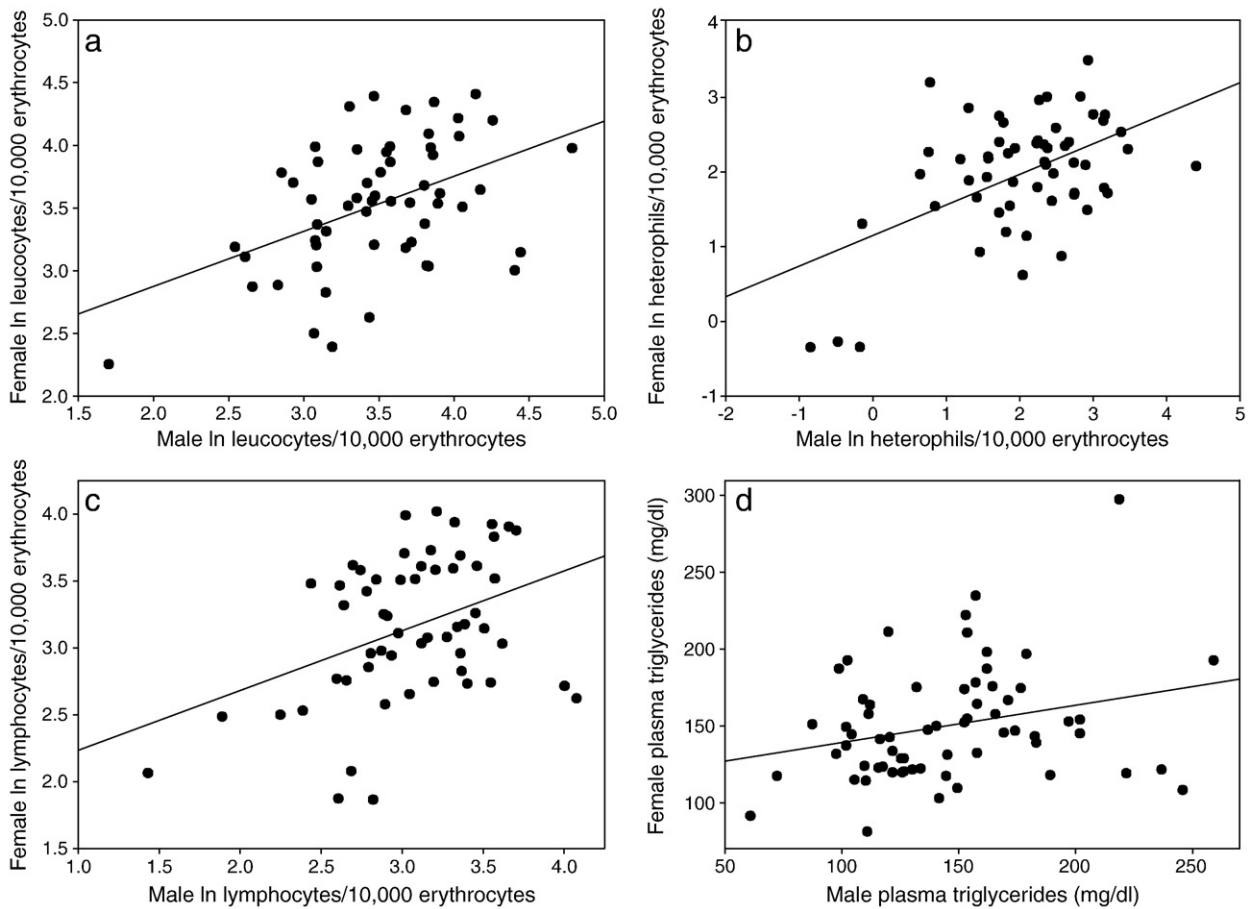 a
Female ln leucocytes/10,000 erythrocytes
5.0
4.5
4.0
3.5
3.0
2.5
2.0
1.5 2.0 2.5 3.0 3.5 4.0 4.5 5.0
Male ln leucocytes/10,000 erythrocytes
b
Female ln heterophils/10,000 erythrocytes
4
3
2
1
0
-1
-2 -1 0 1 2 3 4 5
Male ln heterophils/10,000 erythrocytes
c
Female ln lymphocytes/10,000 erythrocytes
4.0
3.5
3.0
2.5
2.0
1.5
1.0 1.5 2.0 2.5 3.0 3.5 4.0
Male ln lymphocytes/10,000 erythrocytes
d
Female plasma triglycerides (mg/dl)
300
250
200
150
100
50 100 150 200 250
Male plasma triglycerides (mg/dl)